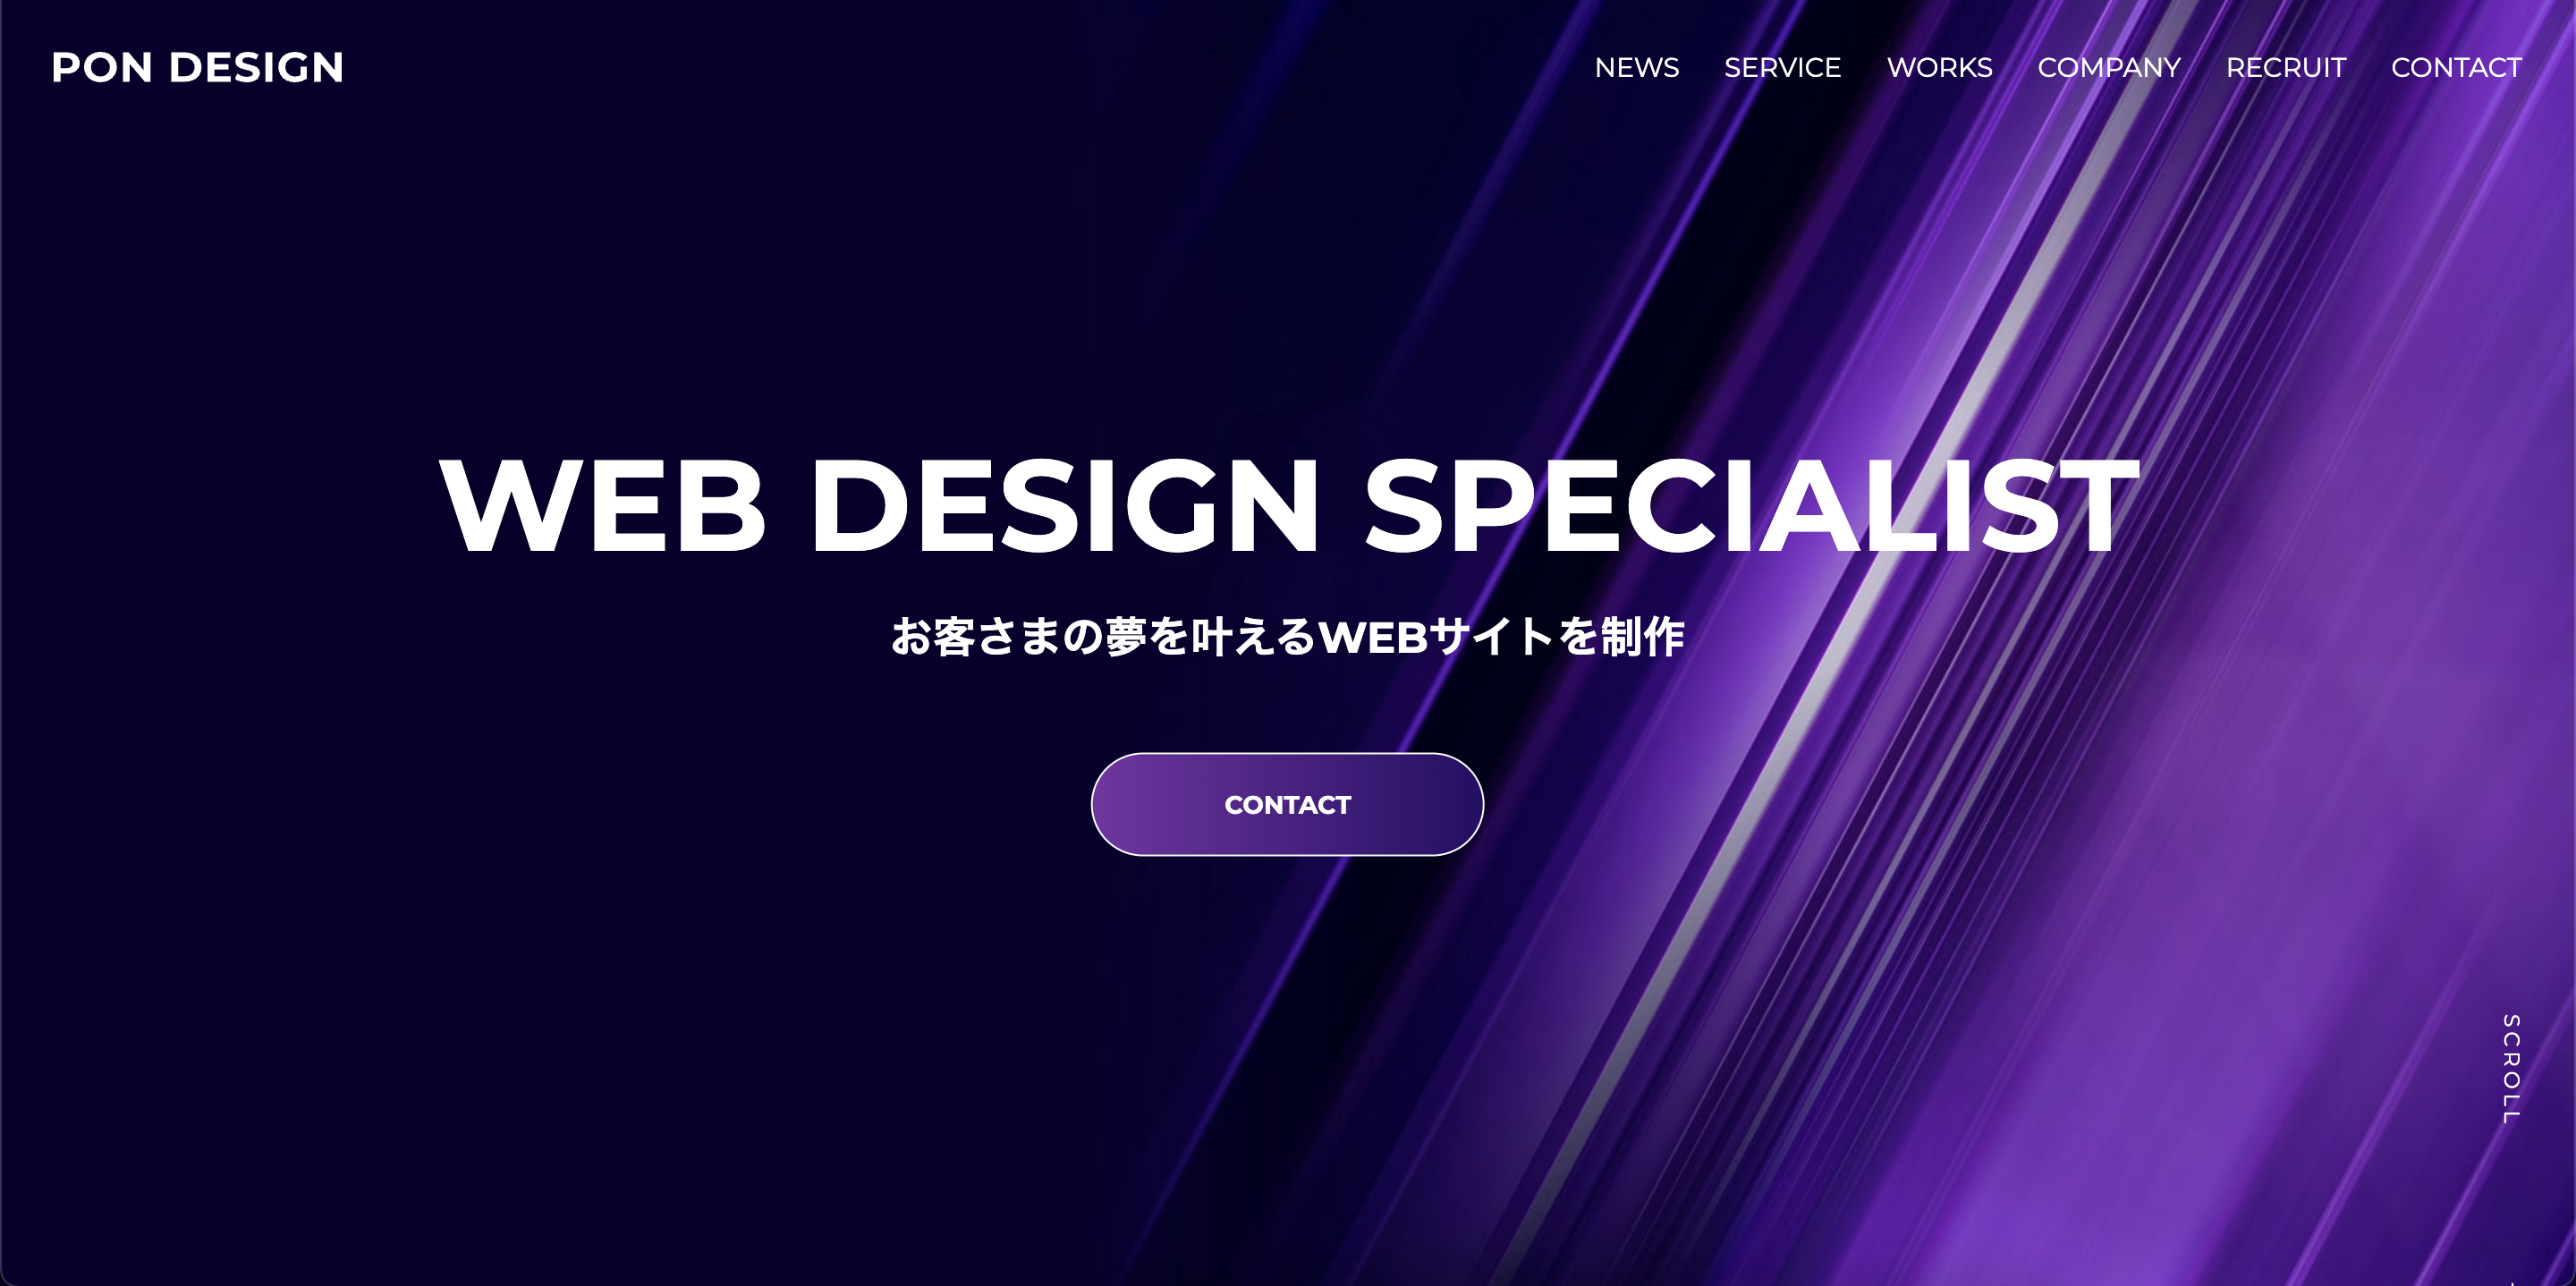 PON DESIGN
NEWS SERVICE WORKS COMPANY RECRUIT CONTACT
WEB DESIGN SPECIALIST
お客さまの夢を叶えるWEBサイトを制作
CONTACT
SCROLL